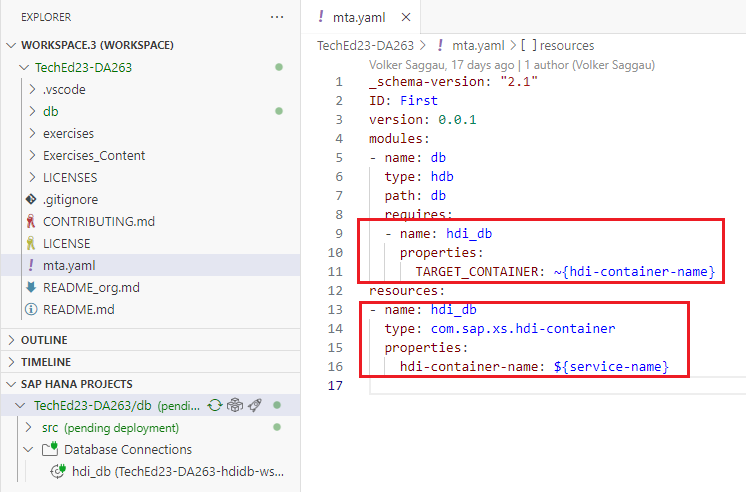 EXPLORER
WORKSPACE.3 (WORKSPACE)
TechEd23-DA263
.vscode
db
exercises
Exercises_Content
LICENSES
.gitignore
CONTRIBUTING.md
LICENSE
mta.yaml
README_org.md
README.md
OUTLINE
TIMELINE
SAP HANA PROJECTS
TechEd23-DA263/db (pendi...
src (pending deployment)
Database Connections
hdi_db (TechEd23-DA263-hdidb-ws...
mta.yaml
TechEd23-DA263 > mta.yaml > [ ] resources
Volker Saggau, 17 days ago | 1 author (Volker Saggau)
1 _schema-version: "2.1"
2 ID: First
3 version: 0.0.1
4 modules:
5 - name: db
6 type: hdb
7 path: db
8 requires:
9 - name: hdi_db
10 properties:
11 TARGET_CONTAINER: ~{hdi-container-name}
12 resources:
13 - name: hdi_db
14 type: com.sap.xs.hdi-container
15 properties:
16 hdi-container-name: ${service-name}
17